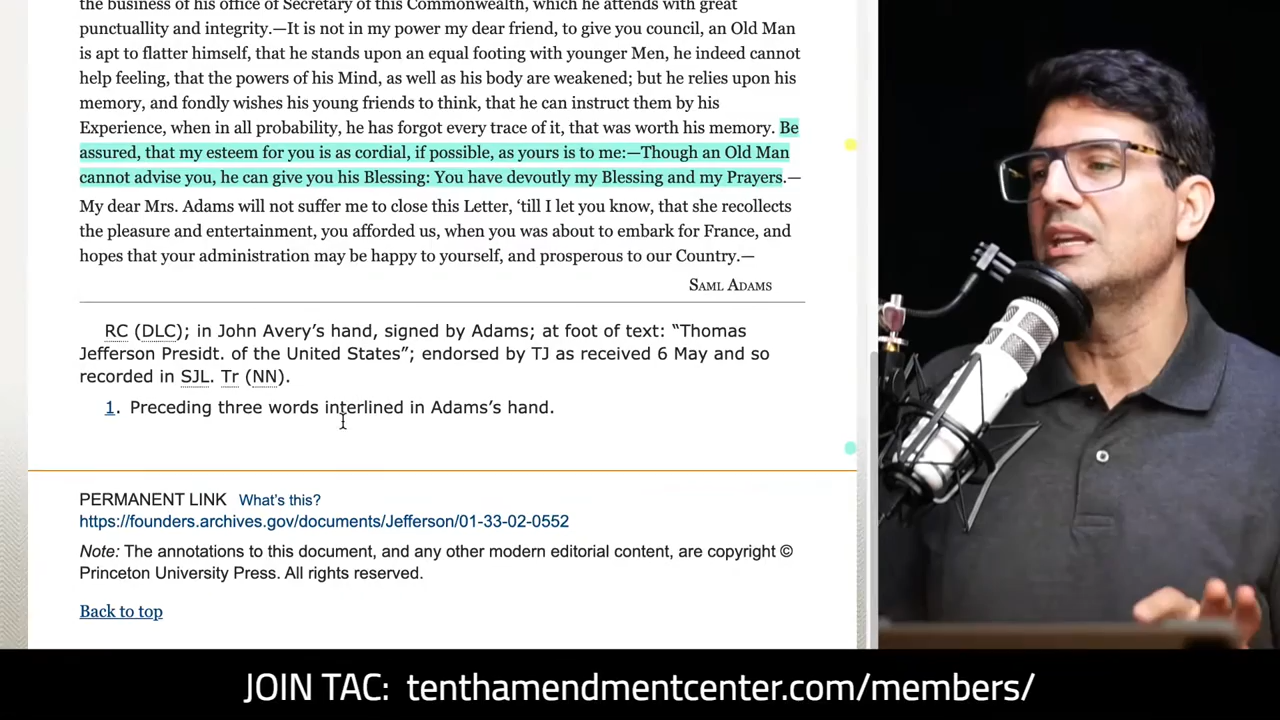 the business of his office of Secretary of this Commonwealth, which he attends with great
punctuallity and integrity.—It is not in my power my dear friend, to give you council, an Old Man
is apt to flatter himself, that he stands upon an equal footing with younger Men, he indeed cannot
help feeling, that the powers of his Mind, as well as his body are weakened; but he relies upon his
memory, and fondly wishes his young friends to think, that he can instruct them by his
Experience, when in all probability, he has forgot every trace of it, that was worth his memory. Be
assured, that my esteem for you is as cordial, if possible, as yours is to me:—Though an Old Man
cannot advise you, he can give you his Blessing: You have devoutly my Blessing and my Prayers.—
My dear Mrs. Adams will not suffer me to close this Letter, ‘till I let you know, that she recollects
the pleasure and entertainment, you afforded us, when you was about to embark for France, and
hopes that your administration may be happy to yourself, and prosperous to our Country.—
Saml Adams
RC (DLC); in John Avery’s hand, signed by Adams; at foot of text: “Thomas
Jefferson Presidt. of the United States”; endorsed by TJ as received 6 May and so
recorded in SJL. Tr (NN).
1. Preceding three words interlined in Adams’s hand.
PERMANENT LINK What’s this?
https://founders.archives.gov/documents/Jefferson/01-33-02-0552
Note: The annotations to this document, and any other modern editorial content, are copyright ©
Princeton University Press. All rights reserved.
Back to top
JOIN TAC: tenthamendmentcenter.com/members/